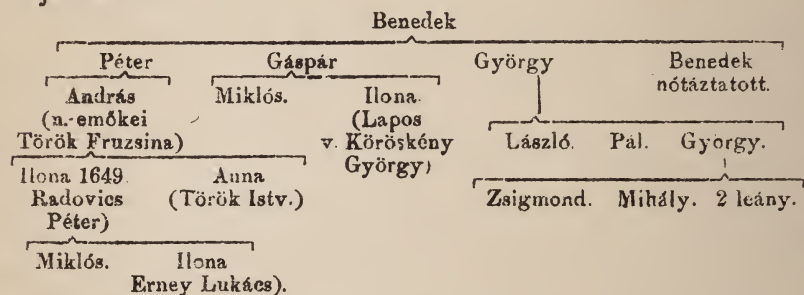 Benedek
Péter Gáspár György Benedek
nótáztatott.
András Miklós. Ilona
(n.-emőkei (Lapos
Török Fruzsina) v. Köröskény
György)
László. Pál. György.
Ilona 1649 Anna
Radovics (Török Istv.)
Péter)
Zsigmond. Mihály. 2 leány.
Miklós. Ilona
Erney Lukács).